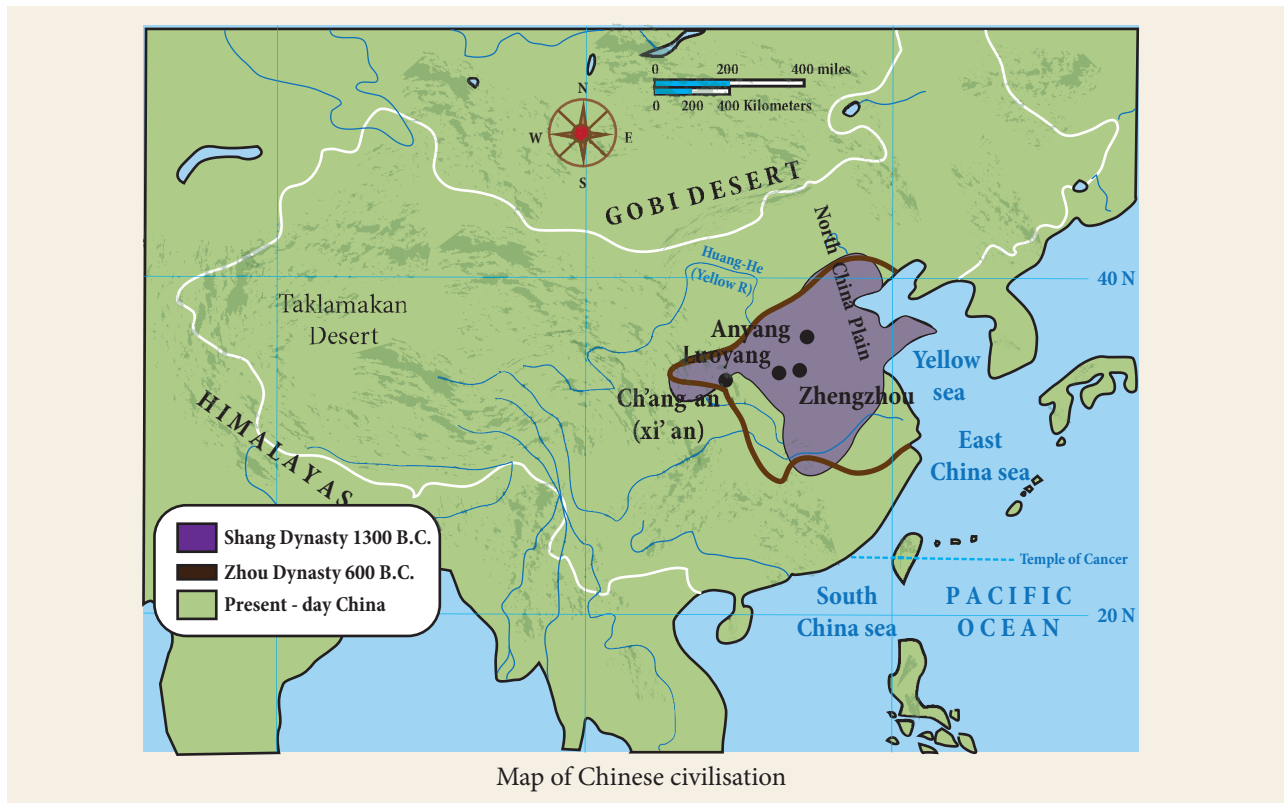 0 200 400 miles
0 200 400 Kilometers
N
W E
S
GOBI DESERT
North China Plain
Huang-He
(Yellow R)
40 N
Taklamakan
Desert
Anyang
Luoyang
Zhengzhou
Ch'ang-an
(xi' an)
Yellow
sea
HIMALAYAS
East
China sea
Shang Dynasty 1300 B.C.
Zhou Dynasty 600 B.C.
Present - day China
Temple of Cancer
South
China sea
PACIFIC
OCEAN
20 N
Map of Chinese civilisation